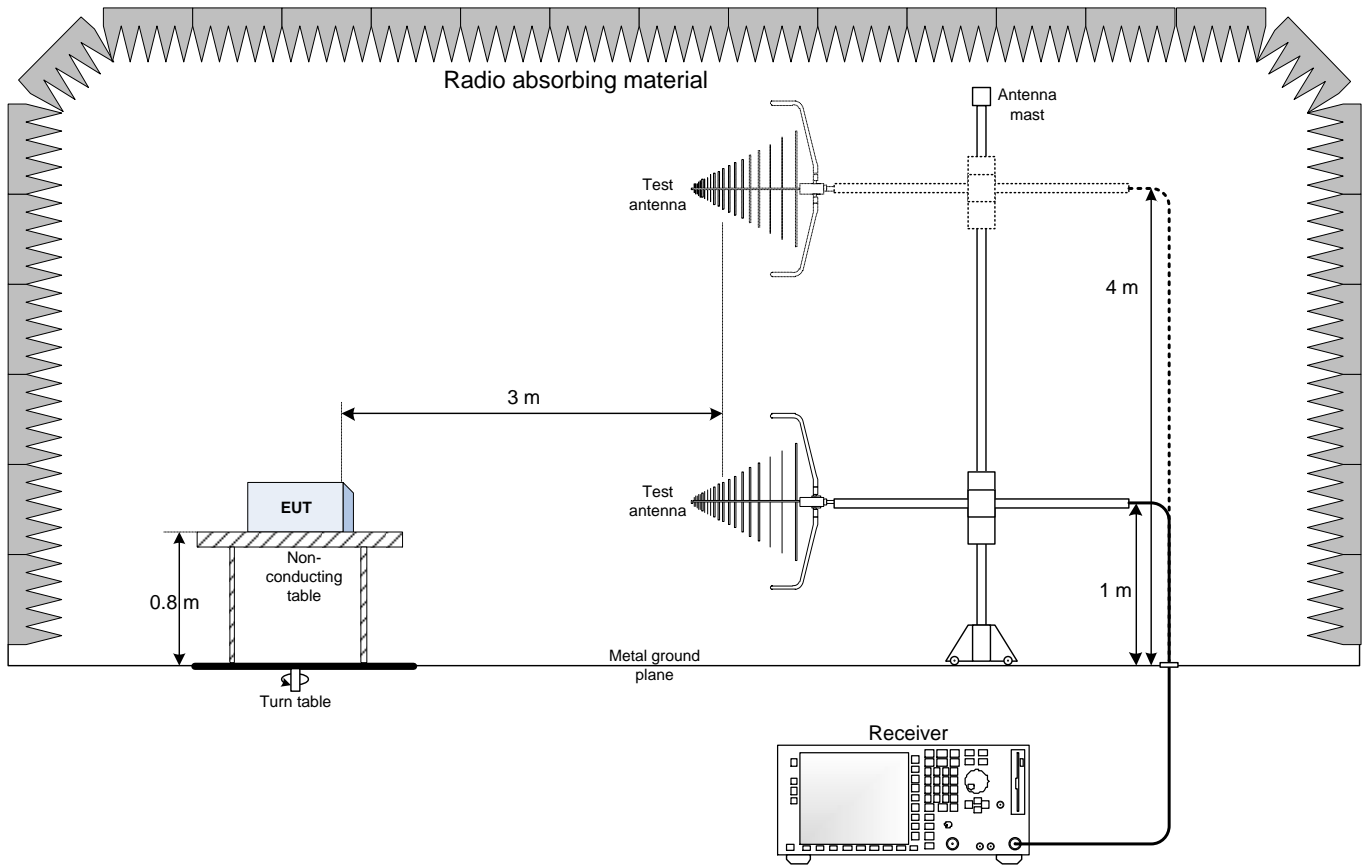 Radio absorbing material
Antenna
mast
Test
antenna
4 m
3 m
Test
antenna
EUT
Non-
conducting
table
0.8 m
1 m
Metal ground
plane
Turn table
Receiver